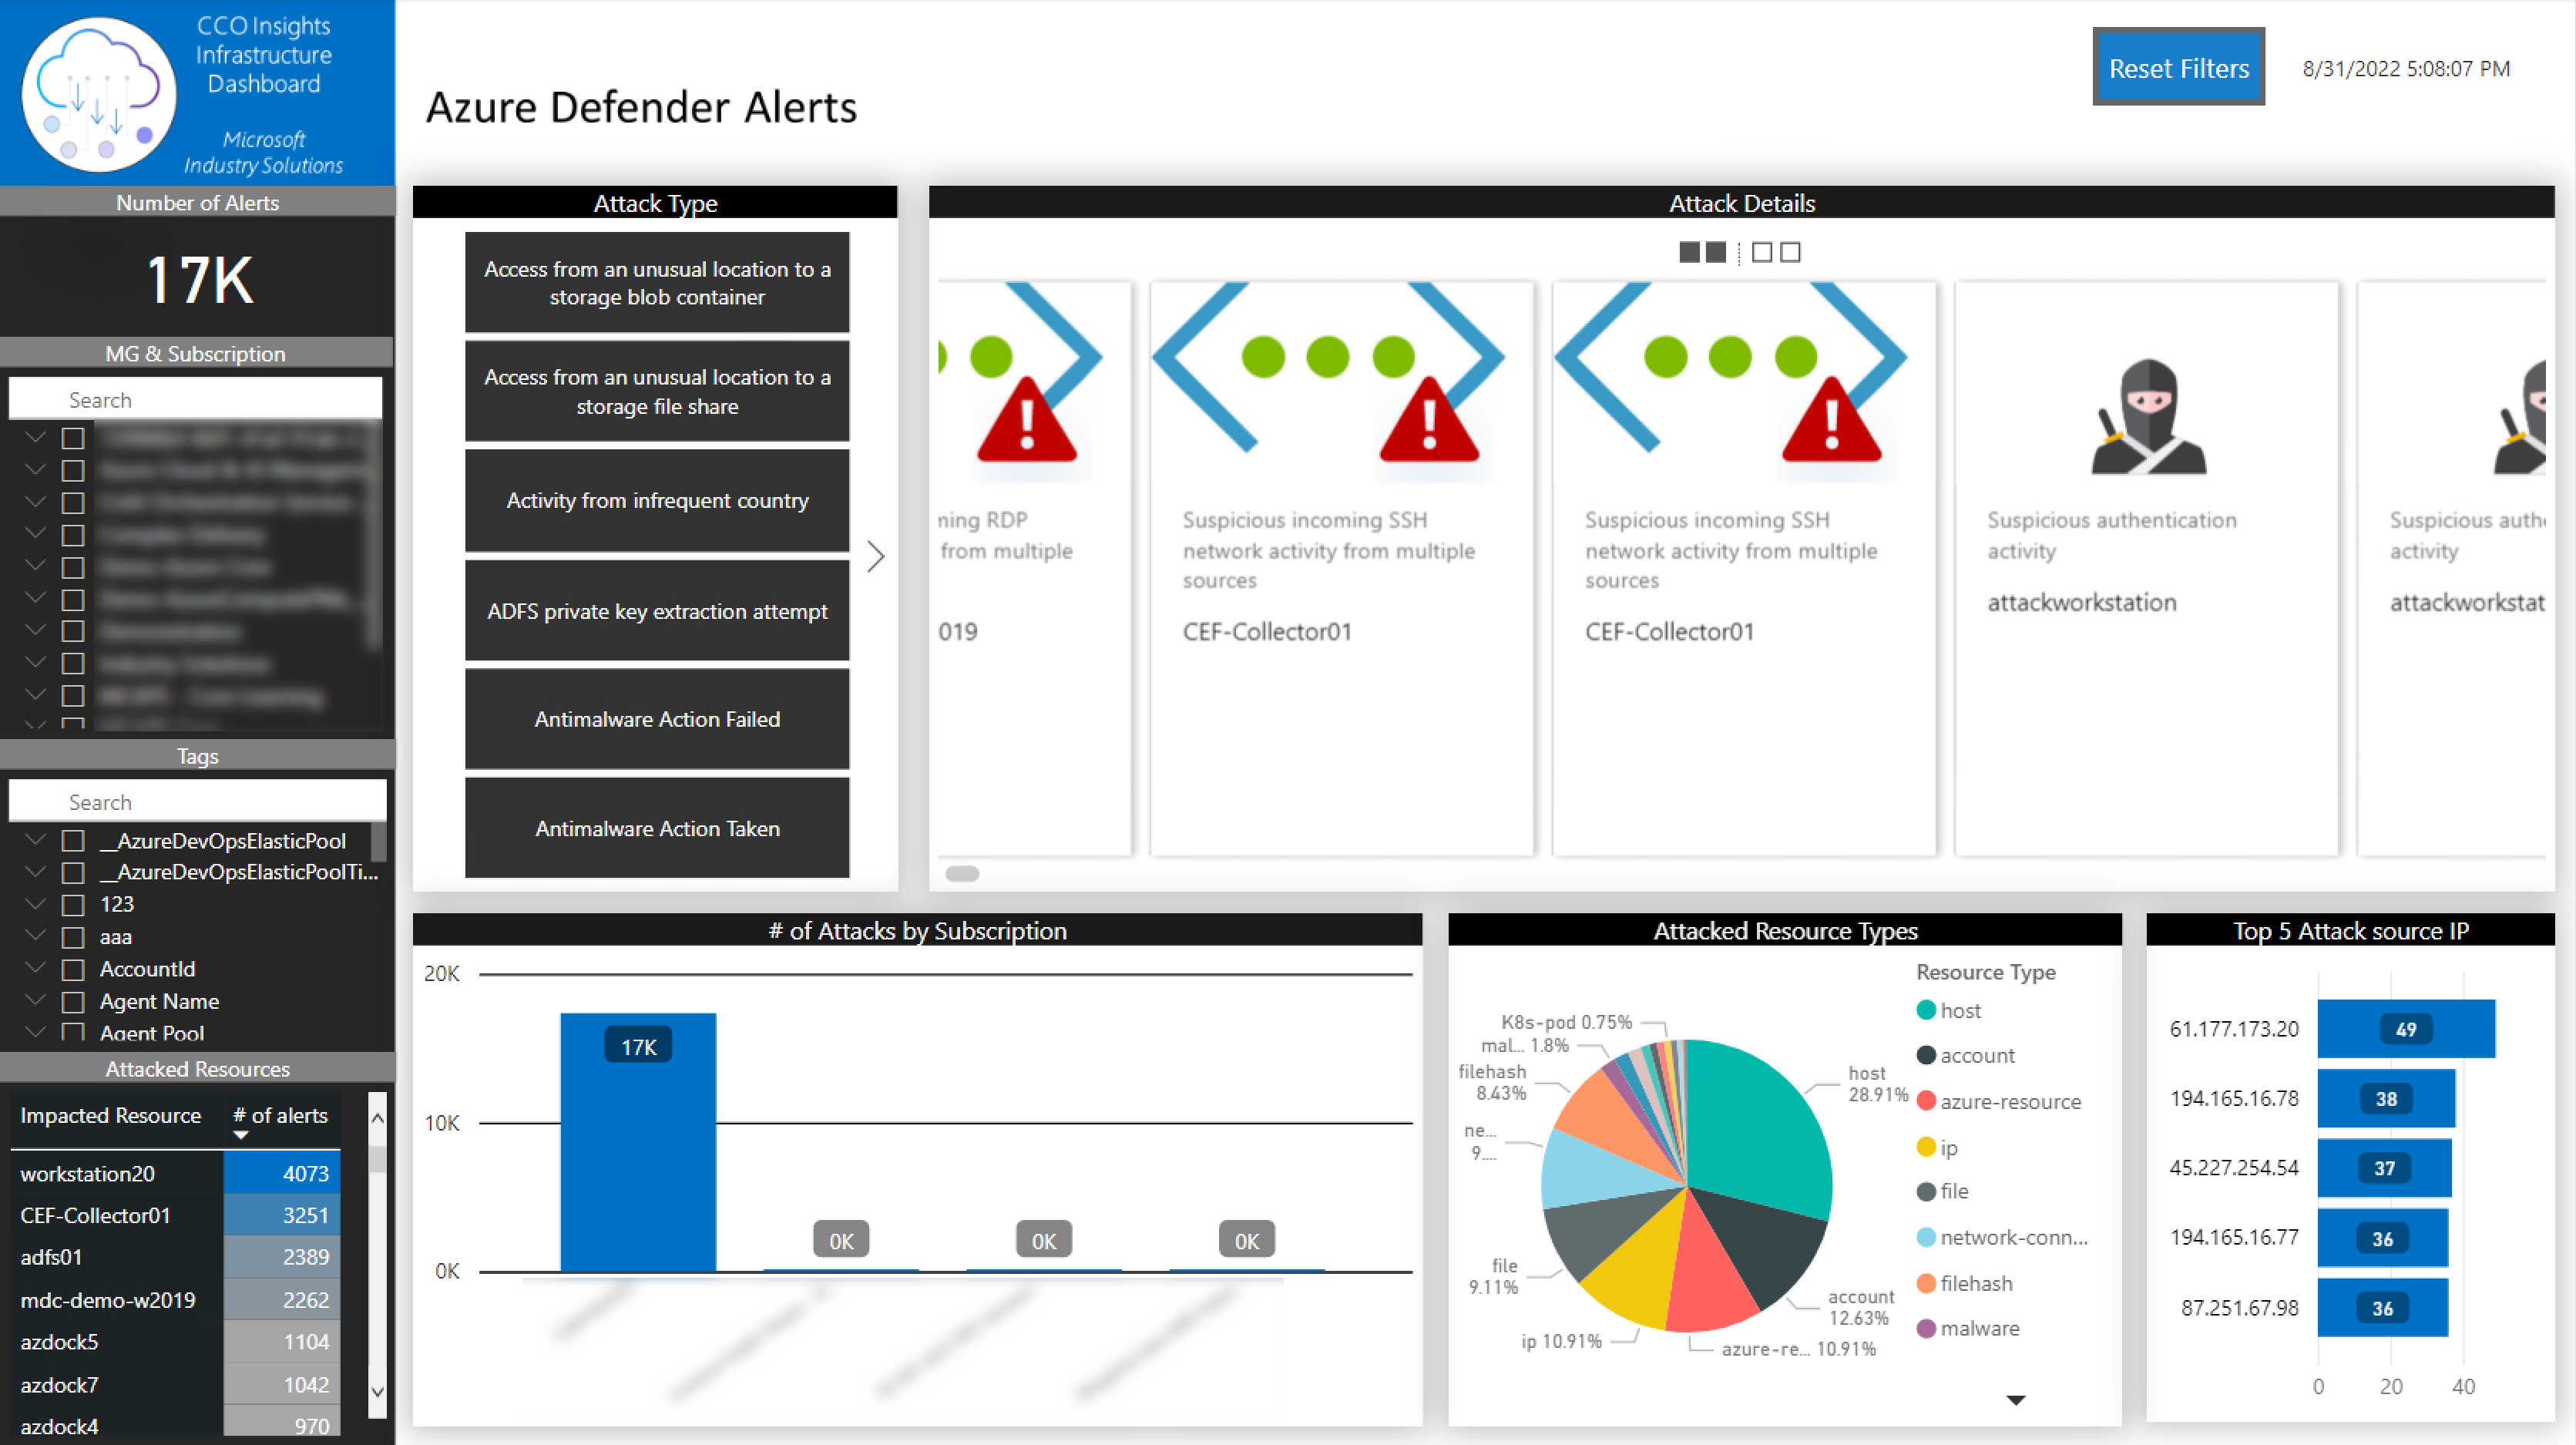 CCO Insights
Infrastructure
Dashboard
Microsoft
Industry Solutions
Azure Defender Alerts
Reset Filters
8/31/2022 5:08:07 PM
Number of Alerts
17K
MG & Subscription
Search
Tags
Search
__AzureDevOpsElasticPool
__AzureDevOpsElasticPoolTi...
123
aaa
AccountId
Agent Name
Agent Pool
Attacked Resources
Impacted Resource # of alerts
workstation20 4073
CEF-Collector01 3251
adfs01 2389
mdc-demo-w2019 2262
azdock5 1104
azdock7 1042
azdock4 970
Attack Type
Access from an unusual location to a
storage blob container
Access from an unusual location to a
storage file share
Activity from infrequent country
ADFS private key extraction attempt
Antimalware Action Failed
Antimalware Action Taken
Attack Details
ning RDP
from multiple
019
Suspicious incoming SSH
network activity from multiple
sources
CEF-Collector01
Suspicious incoming SSH
network activity from multiple
sources
CEF-Collector01
Suspicious authentication
activity
attackworkstation
Suspicious auth
activity
attackworkstat
# of Attacks by Subscription
20K
10K
0K
17K
0K
0K
0K
Attacked Resource Types
K8s-pod 0.75%
mal... 1.8%
filehash
8.43%
ne...
9....
file
9.11%
ip 10.91%
azure-re... 10.91%
account
12.63%
host
28.91%
Resource Type
host
account
azure-resource
ip
file
network-conn...
filehash
malware
Top 5 Attack source IP
61.177.173.20 49
194.165.16.78 38
45.227.254.54 37
194.165.16.77 36
87.251.67.98 36
0 20 40